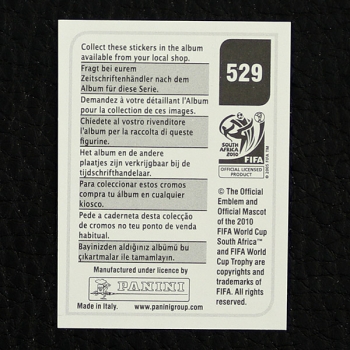 Collect these stickers in the album
available from your local shop.
Fragt bei eurem
Zeitschriftenhändler nach dem
Album für diese Serie.
Demandez à votre détaillant l'Album
pour la collection de ces images.
Chiedete al vostro rivenditore
l'album per la raccolta di queste
figurine.
Het album en de andere
plaatjes zijn verkrijgbaar bij de
tijdschrifthandelaar.
Para coleccionar estos cromos
compra tu álbum en cualquier
kiosco.
Pede a caderneta desta colecção
de cromos no teu ponto de venda
habitual.
Bayinizden aldığınız albümü bu
çıkartmalar ile tamamlayın.
Manufactured under licence by
PANINI
Made in Italy. www.paninigroup.com
529
SOUTH AFRICA
2010
FIFA
OFFICIAL LICENSED
PRODUCT
© The Official
Emblem and
Official Mascot
of the 2010
FIFA World Cup
South Africa™
and FIFA World
Cup Trophy are
copyrights and
trademarks of
FIFA. All rights
reserved.